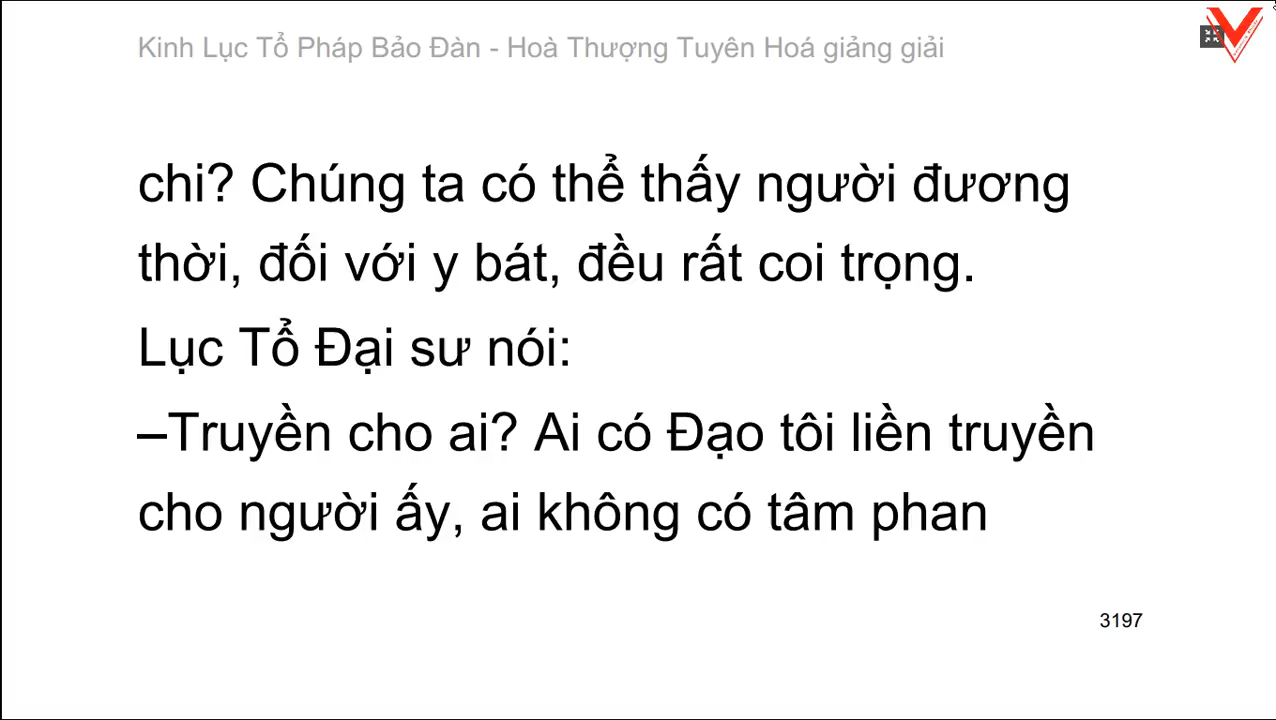 Kinh Lục Tổ Pháp Bảo Đàn - Hoà Thượng Tuyên Hoá giảng giải
chi? Chúng ta có thể thấy người đương
thời, đối với y bát, đều rất coi trọng.
Lục Tổ Đại sư nói:
–Truyền cho ai? Ai có Đạo tôi liền truyền
cho người ấy, ai không có tâm phan
3197